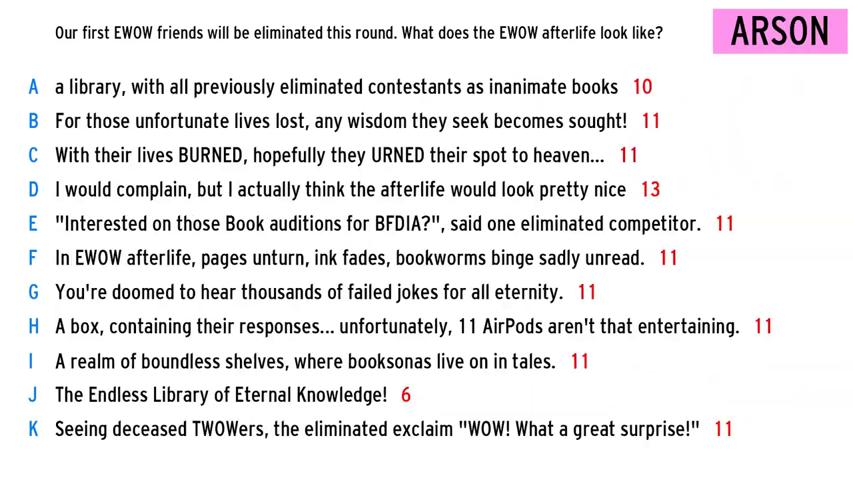 Our first EWOW friends will be eliminated this round. What does the EWOW afterlife look like?
ARSON
A a library, with all previously eliminated contestants as inanimate books 10
B For those unfortunate lives lost, any wisdom they seek becomes sought! 11
C With their lives BURNED, hopefully they URNED their spot to heaven... 11
D I would complain, but I actually think the afterlife would look pretty nice 13
E "Interested on those Book auditions for BFDIA?", said one eliminated competitor. 11
F In EWOW afterlife, pages unturn, ink fades, bookworms binge sadly unread. 11
G You're doomed to hear thousands of failed jokes for all eternity. 11
H A box, containing their responses... unfortunately, 11 AirPods aren't that entertaining. 11
I A realm of boundless shelves, where booksonas live on in tales. 11
J The Endless Library of Eternal Knowledge! 6
K Seeing deceased TWOWers, the eliminated exclaim "WOW! What a great surprise!" 11